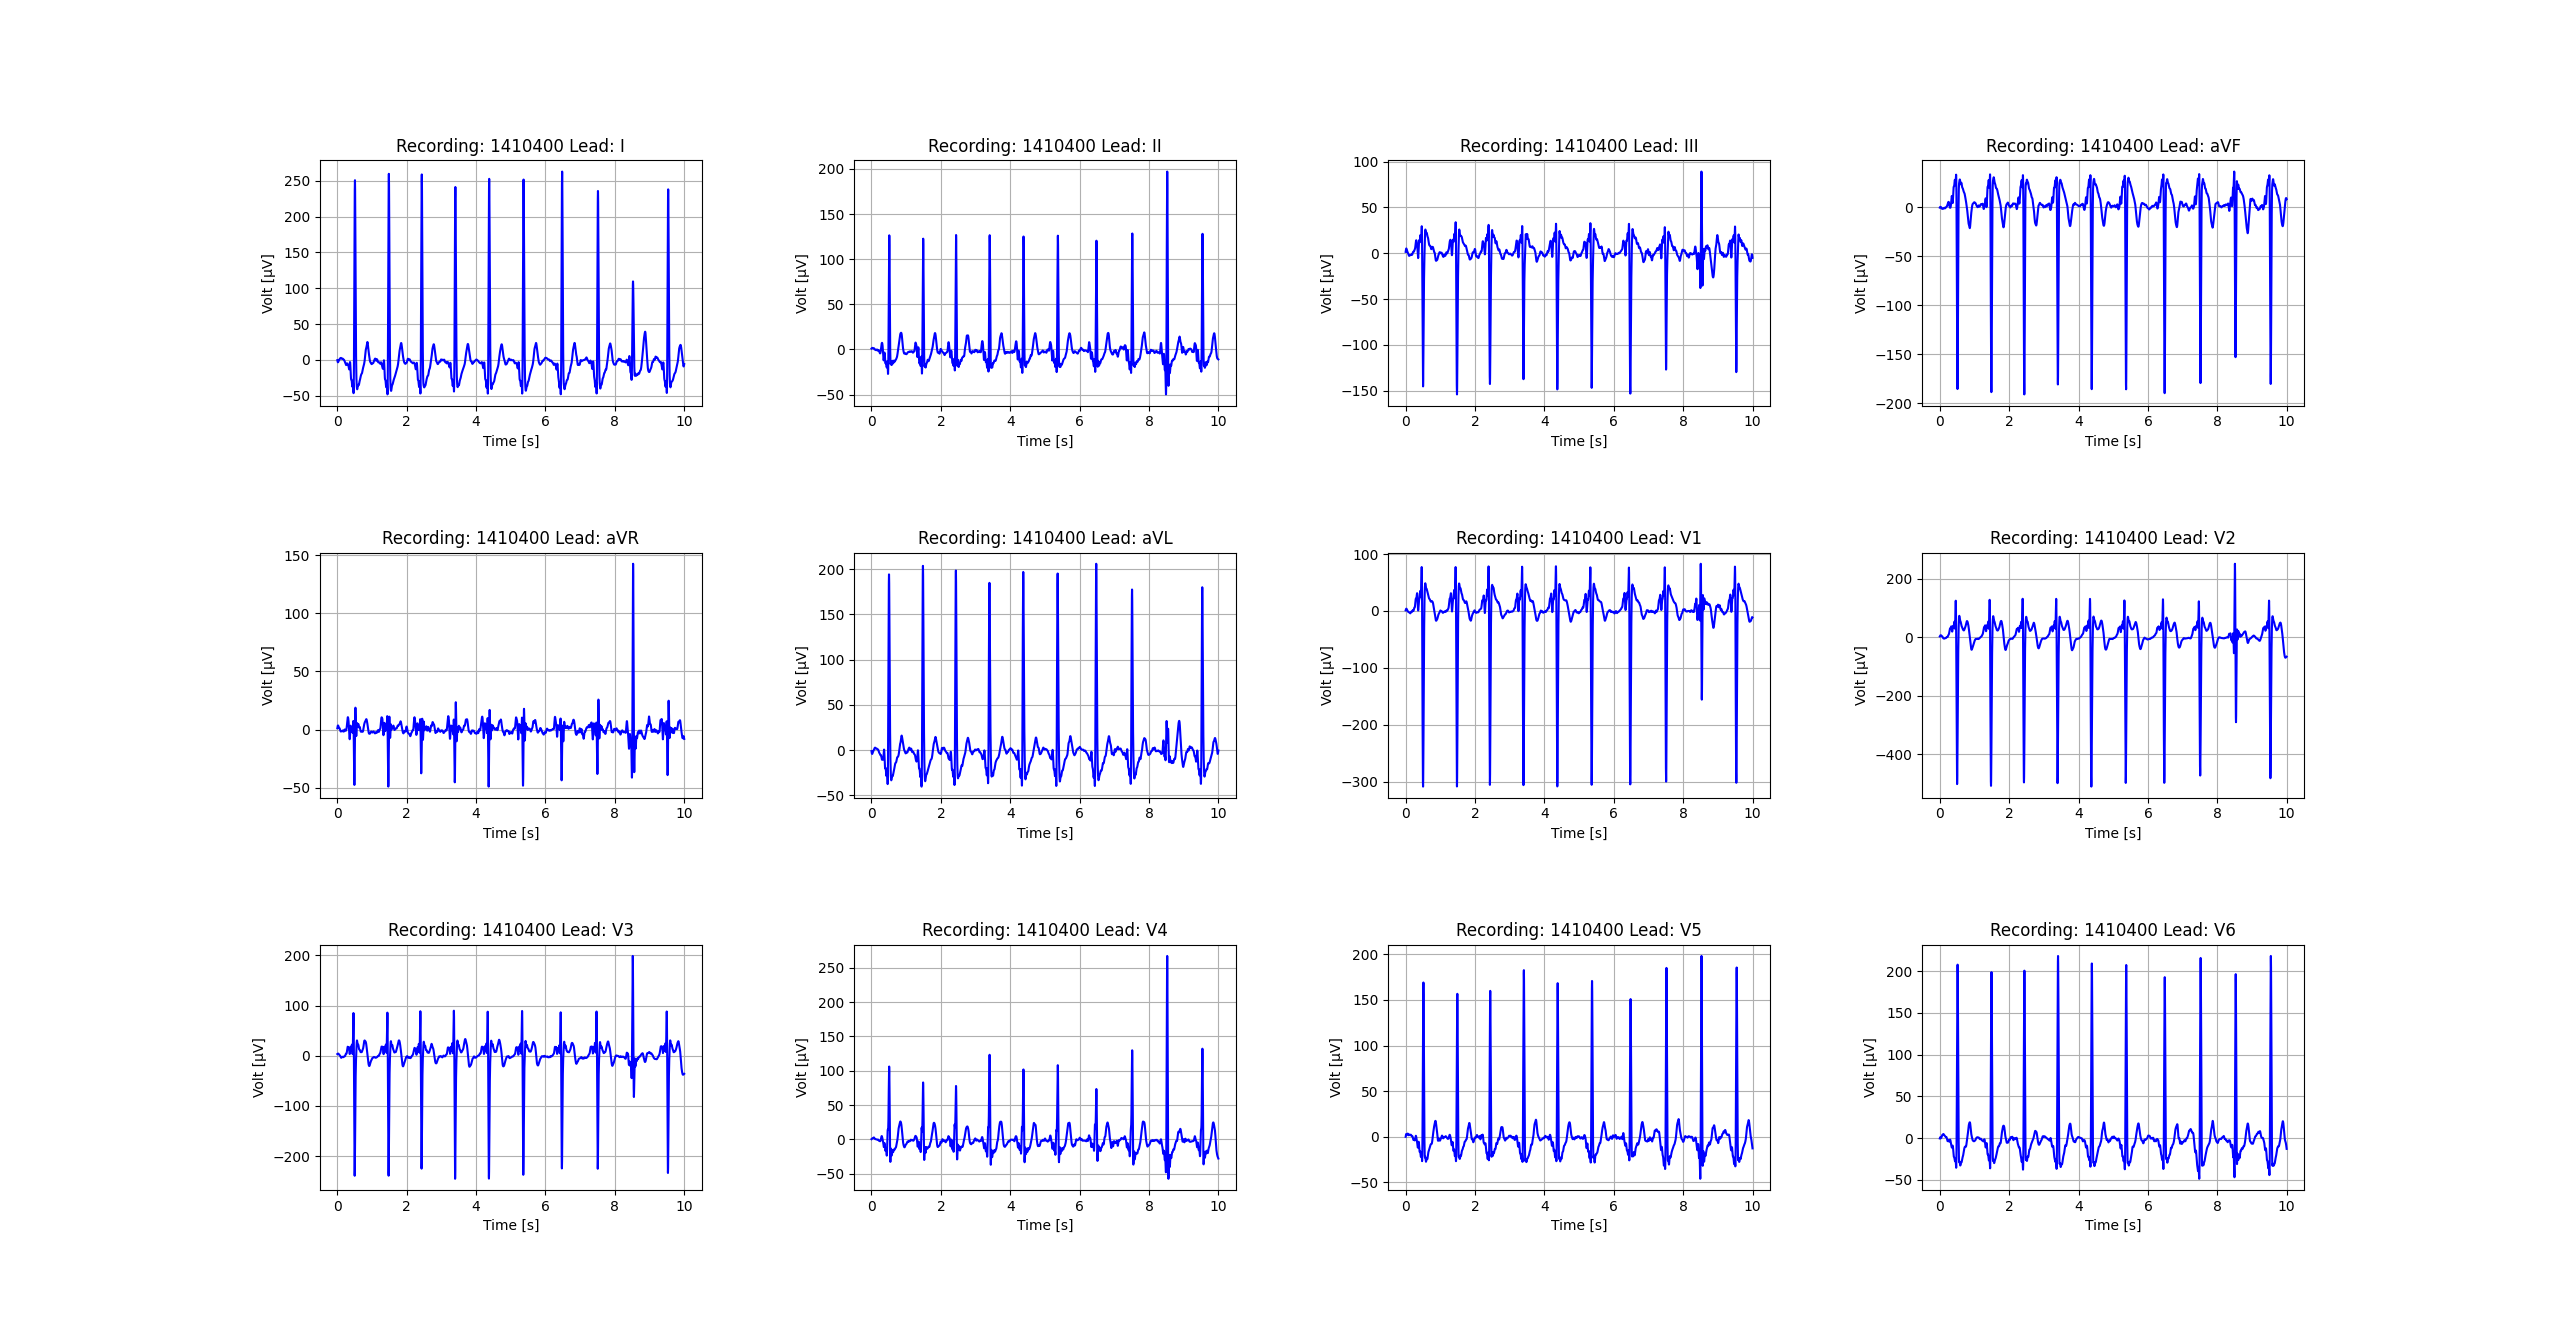 Recording: 1410400 Lead: I
Volt [µV]
250
200
150
100
50
0
−50
0 2 4 6 8 10
Time [s]
Recording: 1410400 Lead: II
Volt [µV]
200
150
100
50
0
−50
0 2 4 6 8 10
Time [s]
Recording: 1410400 Lead: III
Volt [µV]
100
50
0
−50
−100
−150
0 2 4 6 8 10
Time [s]
Recording: 1410400 Lead: aVF
Volt [µV]
0
−50
−100
−150
−200
0 2 4 6 8 10
Time [s]
Recording: 1410400 Lead: aVR
Volt [µV]
150
100
50
0
−50
0 2 4 6 8 10
Time [s]
Recording: 1410400 Lead: aVL
Volt [µV]
200
150
100
50
0
−50
0 2 4 6 8 10
Time [s]
Recording: 1410400 Lead: V1
Volt [µV]
100
0
−100
−200
−300
0 2 4 6 8 10
Time [s]
Recording: 1410400 Lead: V2
Volt [µV]
200
0
−200
−400
0 2 4 6 8 10
Time [s]
Recording: 1410400 Lead: V3
Volt [µV]
200
100
0
−100
−200
0 2 4 6 8 10
Time [s]
Recording: 1410400 Lead: V4
Volt [µV]
250
200
150
100
50
0
−50
0 2 4 6 8 10
Time [s]
Recording: 1410400 Lead: V5
Volt [µV]
200
150
100
50
0
−50
0 2 4 6 8 10
Time [s]
Recording: 1410400 Lead: V6
Volt [µV]
200
150
100
50
0
−50
0 2 4 6 8 10
Time [s]